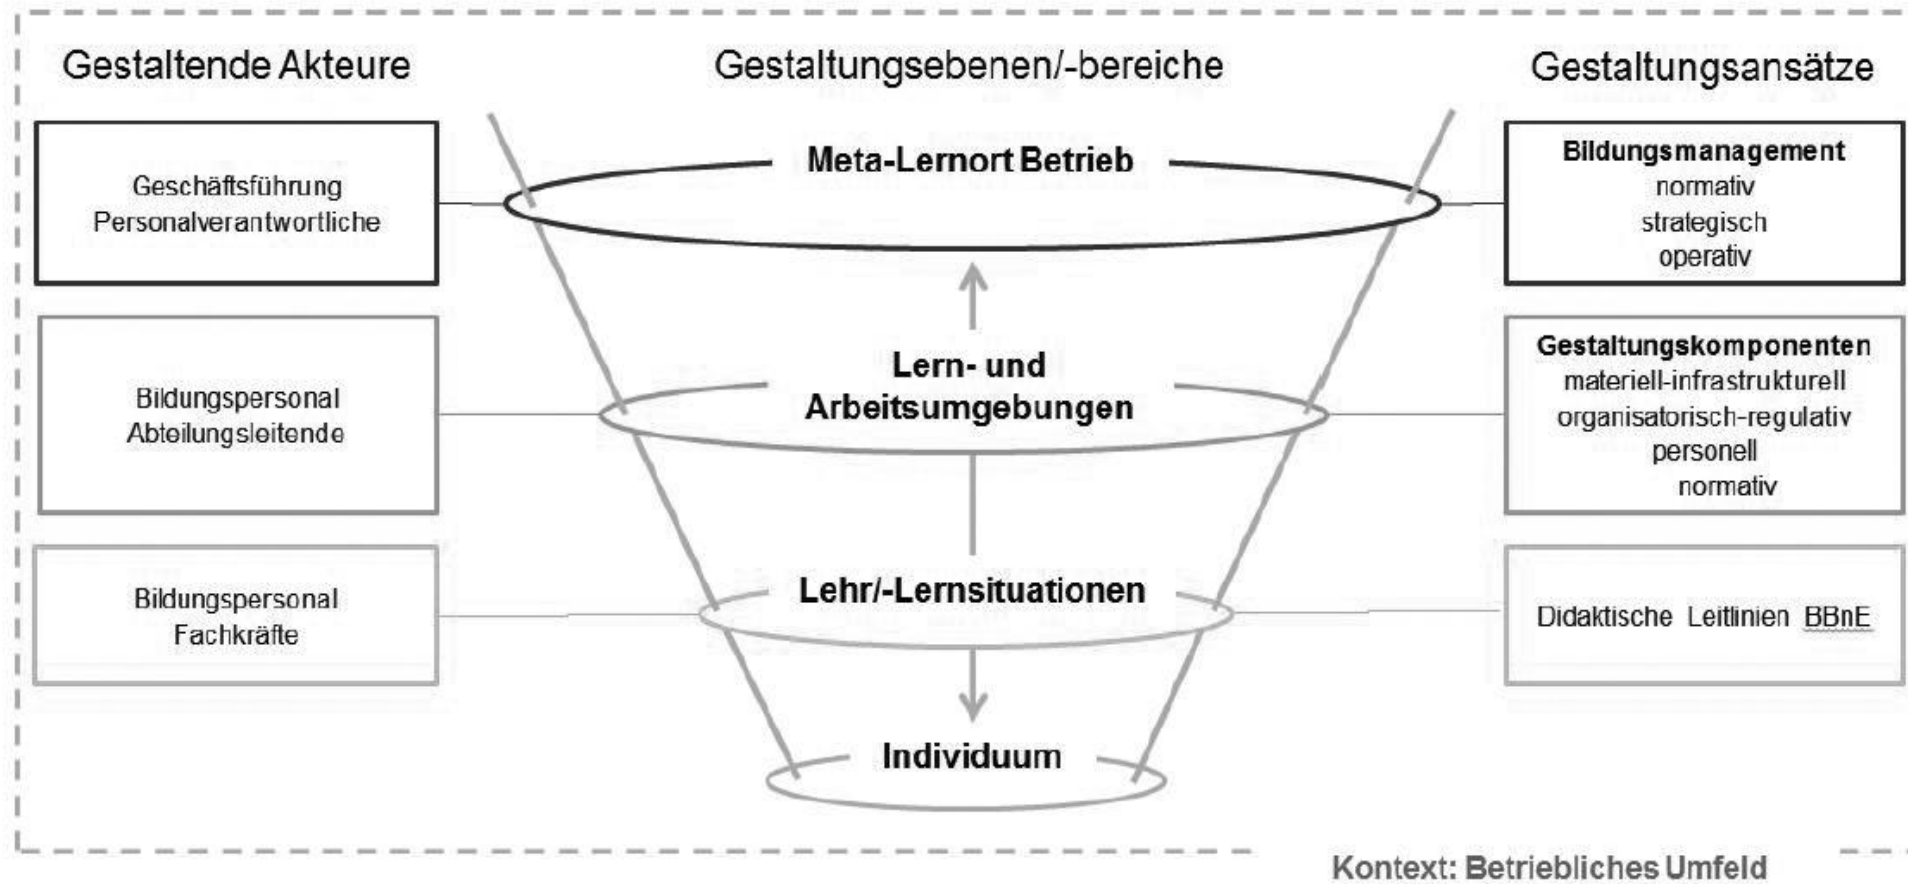 Gestaltende Akteure
Gestaltungsebenen/-bereiche
Gestaltungsansätze
Geschäftsführung
Personalverantwortliche
Meta-Lernort Betrieb
Bildungsmanagement
normativ
strategisch
operativ
Bildungspersonal
Abteilungsleitende
Lern- und
Arbeitsumgebungen
Gestaltungskomponenten
materiell-infrastrukturell
organisatorisch-regulativ
personell
normativ
Bildungspersonal
Fachkräfte
Lehr/-Lernsituationen
Didaktische Leitlinien BBnE
Individuum
Kontext: Betriebliches Umfeld